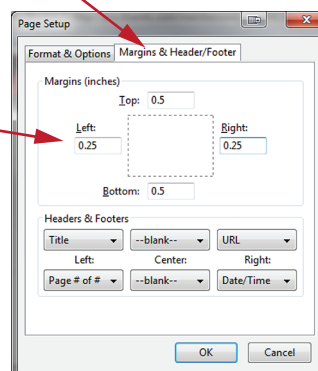 Page Setup
Format & Options Margins & Header/Footer
Margins (inches)
Top: 0.5
Left: Right:
0.25 0.25
Bottom: 0.5
Headers & Footers
Title --blank-- URL
Left: Center: Right:
Page # of # --blank-- Date/Time
OK Cancel